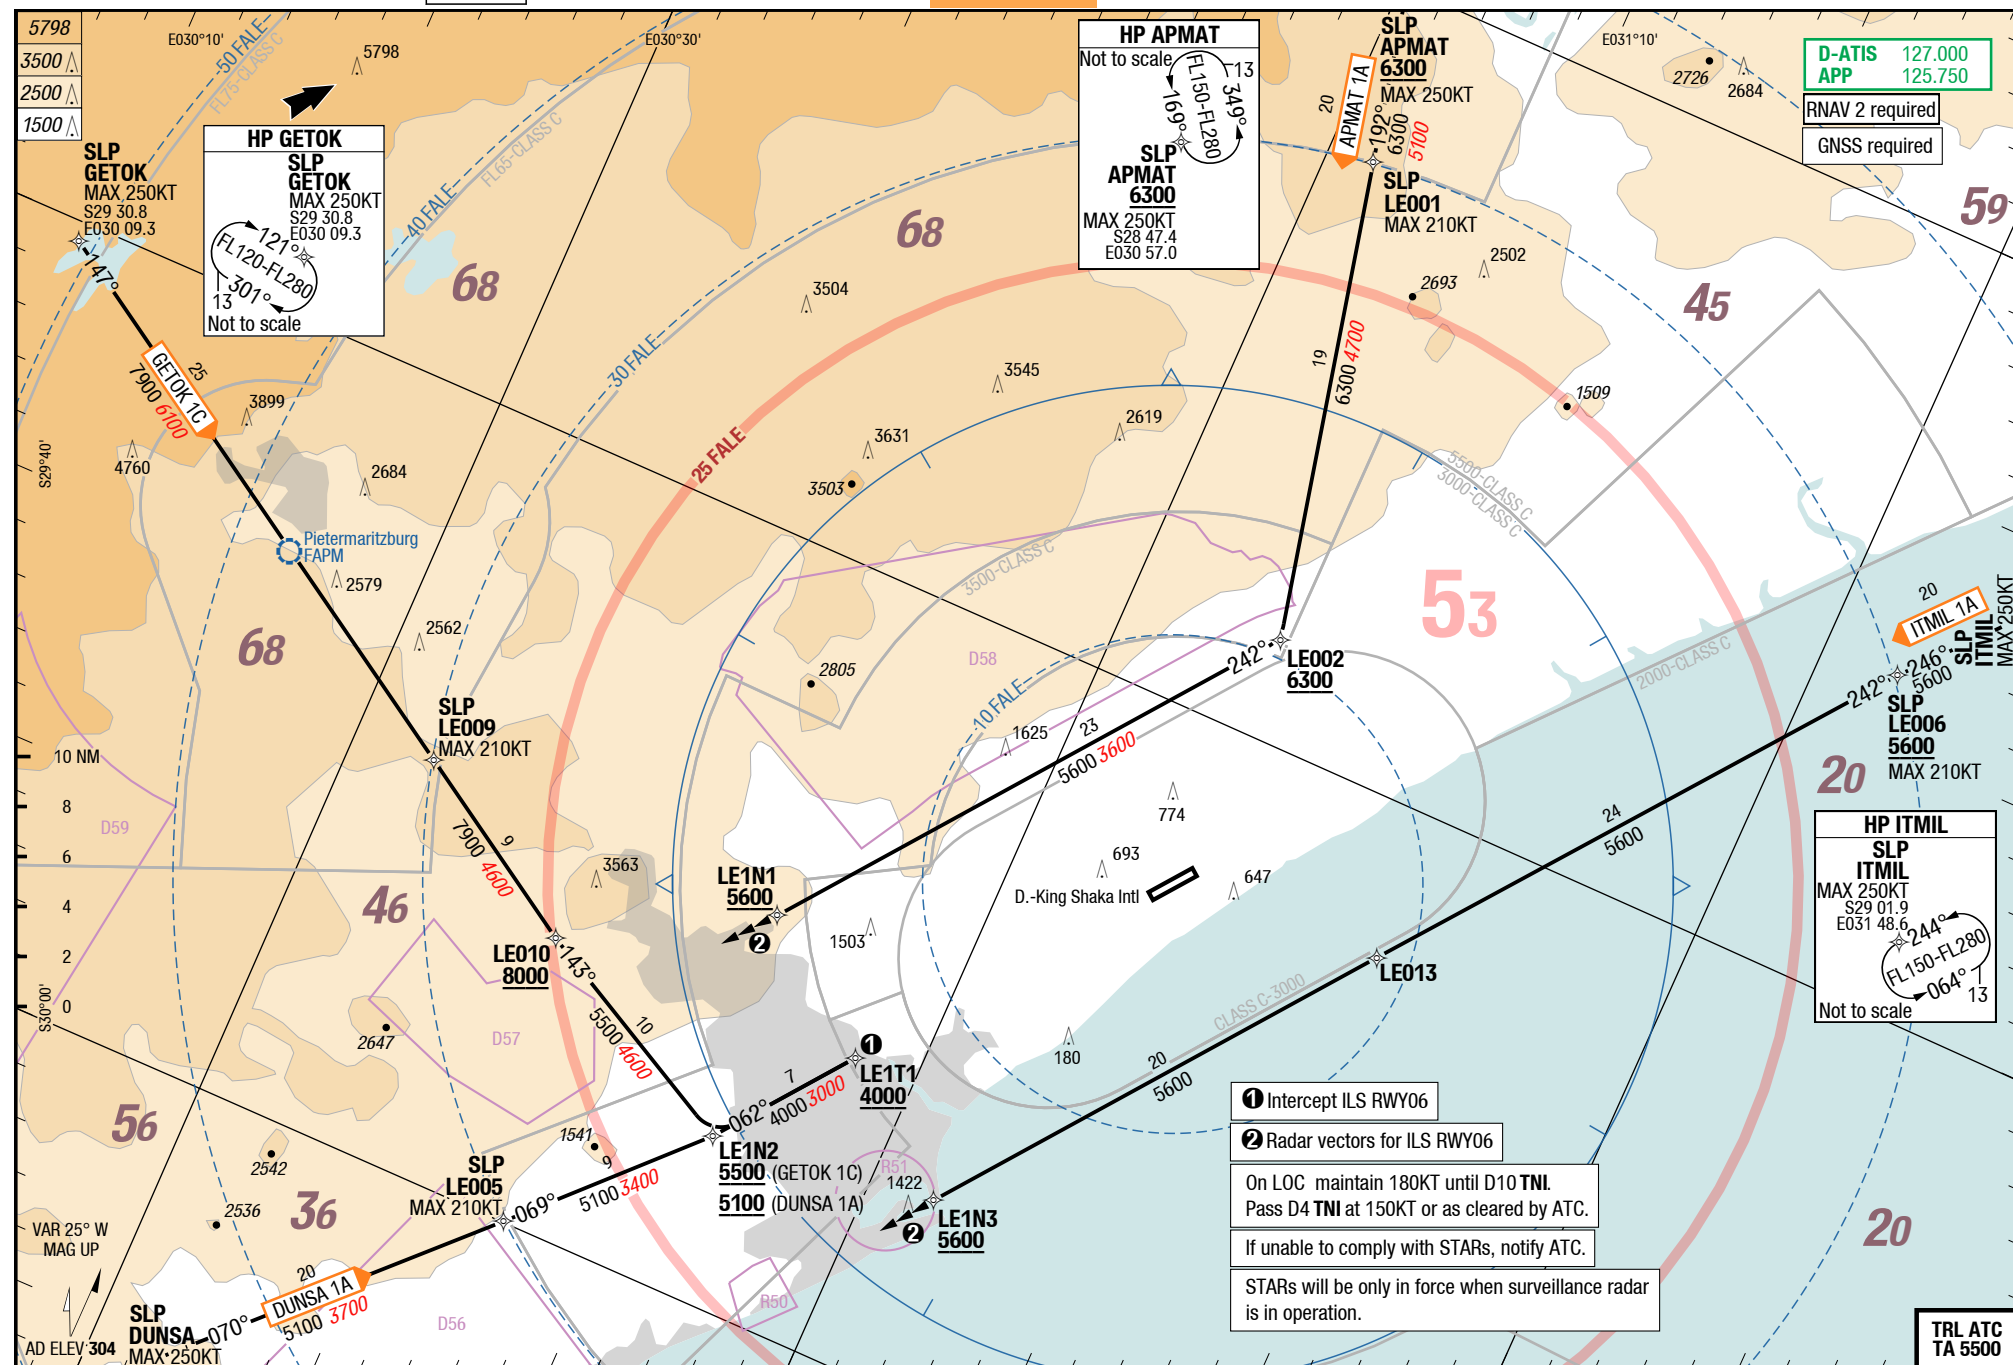 5798
3500
2500
1500
E030°10'
50 FALE
FL75-CLASS C
5798
E030°30'
HP GETOK
SLP
GETOK
MAX 250KT
S29 30.8
E030 09.3
121°
FL120-FL280
301°
13
Not to scale
SLP
GETOK
MAX 250KT
S29 30.8
E030 09.3
147°
40 FALE
FL65-CLASS C
68
68
HP APMAT
Not to scale
13
FL150-FL280
169°
349°
SLP
APMAT
6300
MAX 250KT
S28 47.4
E030 57.0
SLP
APMAT
6300
MAX 250KT
20
APMAT 1A
192°
6300
5100
SLP
LE001
MAX 210KT
E031°10'
2726
2684
D-ATIS 127.000
APP 125.750
RNAV 2 required
GNSS required
59
2502
2693
45
3504
30 FALE
25
GETOK 1C
7900 6100
3899
4760
2684
S29°40'
3545
2619
3631
3503
25 FALE
19
6300 4700
1509
5500-CLASS C
3000-CLASS C
Pietermaritzburg
FAPM
2579
2562
68
3500-CLASS C
D58
53
2805
10 FALE
1625
242°
LE002
6300
23
5600 3600
2000-CLASS C
20
ITMIL 1A
SLP
ITMIL
MAX 250KT
246°
5600
242°
SLP
LE006
5600
MAX 210KT
20
SLP
LE009
MAX 210KT
10 NM
8
6
4
2
0
D59
9
7900 4600
46
3563
774
693
647
D.-King Shaka Intl
LE1N1
5600
2
1503
24
5600
HP ITMIL
SLP
ITMIL
MAX 250KT
S29 01.9
E031 48.6
244°
FL150-FL280
064°
13
Not to scale
LE010
8000
143°
S30°00'
2647
D57
10
5500 4600
LE013
CLASS C-3000
180
20
5600
1
LE1T1
4000
7
062°
4000 3000
56
2542
2536
36
1541
9
5100 3400
SLP
LE005
MAX 210KT
069°
LE1N2
5500 (GETOK 1C)
5100 (DUNSA 1A)
R51
1422
2
LE1N3
5600
1 Intercept ILS RWY06
2 Radar vectors for ILS RWY06
On LOC maintain 180KT until D10 TNI.
Pass D4 TNI at 150KT or as cleared by ATC.
If unable to comply with STARs, notify ATC.
STARs will be only in force when surveillance radar
is in operation.
20
VAR 25° W
MAG UP
AD ELEV 304
SLP
DUNSA
MAX 250KT
070°
20
DUNSA 1A
5100 3700
D56
R50
TRL ATC
TA 5500